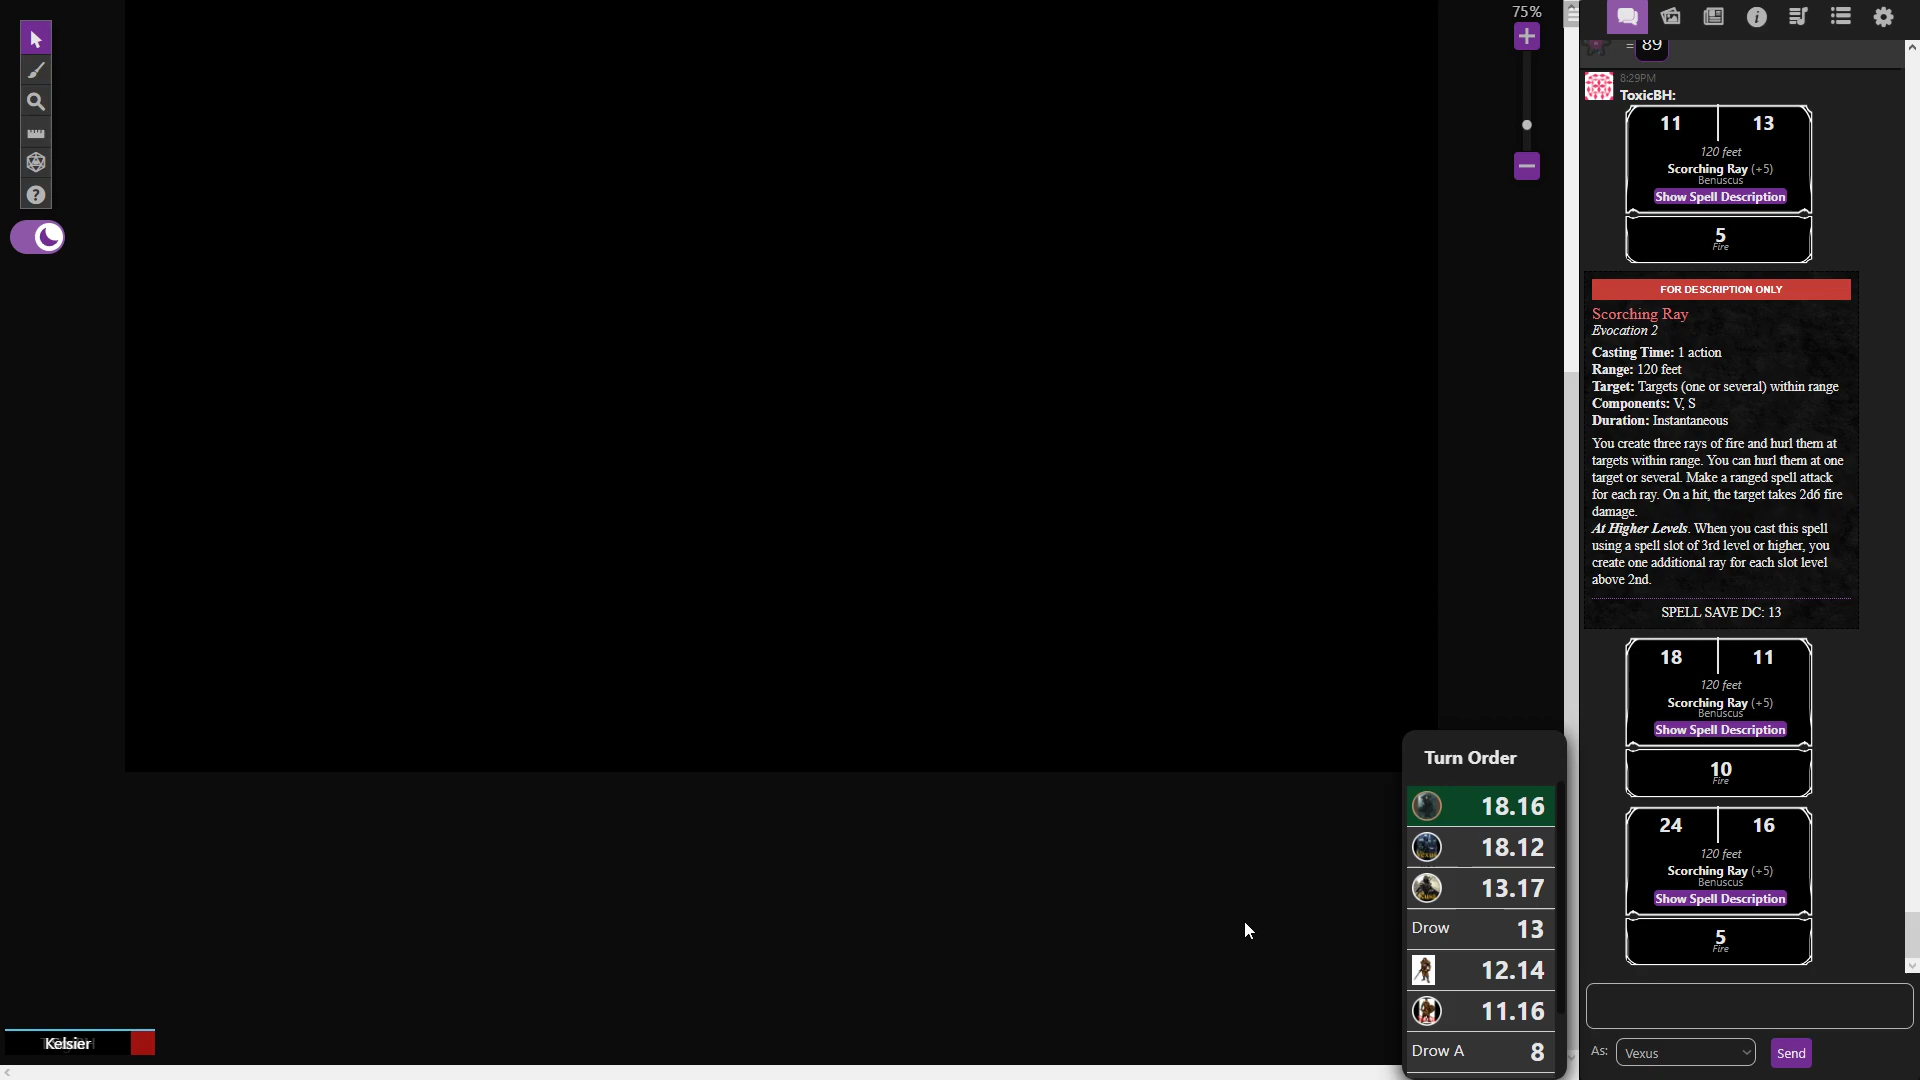 75%
= 89
8:29PM
ToxicBH:
11 13
120 feet
Scorching Ray (+5)
Benuscus
Show Spell Description
5
Fire
FOR DESCRIPTION ONLY
Scorching Ray
Evocation 2
Casting Time: 1 action
Range: 120 feet
Target: Targets (one or several) within range
Components: V, S
Duration: Instantaneous
You create three rays of fire and hurl them at
targets within range. You can hurl them at one
target or several. Make a ranged spell attack
for each ray. On a hit, the target takes 2d6 fire
damage.
At Higher Levels. When you cast this spell
using a spell slot of 3rd level or higher, you
create one additional ray for each slot level
above 2nd.
SPELL SAVE DC: 13
18 11
120 feet
Scorching Ray (+5)
Benuscus
Show Spell Description
10
Fire
24 16
120 feet
Scorching Ray (+5)
Benuscus
Show Spell Description
5
Fire
Turn Order
18.16
18.12
13.17
Drow 13
12.14
11.16
Drow A 8
Kelsier
As: Vexus Send